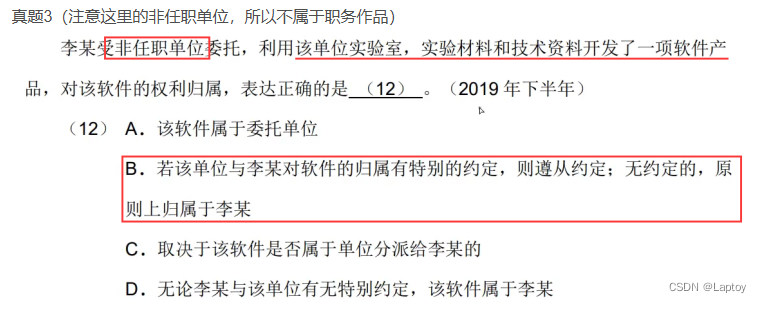 真题3（注意这里的非任职单位，所以不属于职务作品）
李某受非任职单位委托，利用该单位实验室，实验材料和技术资料开发了一项软件产
品，对该软件的权利归属，表达正确的是 （12） 。（2019 年下半年）
（12） A．该软件属于委托单位
B．若该单位与李某对软件的归属有特别的约定，则遵从约定；无约定的，原
则上归属于李某
C．取决于该软件是否属于单位分派给李某的
D．无论李某与该单位有无特别约定，该软件属于李某
CSDN @Laptoy